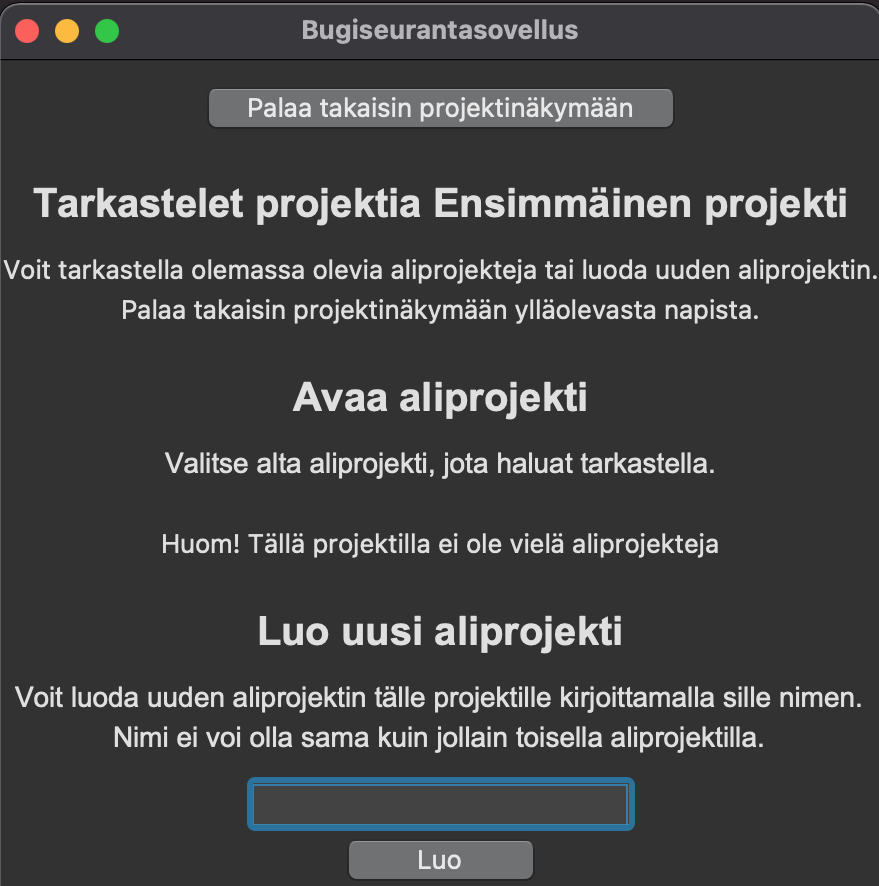 Bugiseurantasovellus
Palaa takaisin projektinäkymään
Tarkastelet projektia Ensimmäinen projekti
Voit tarkastella olemassa olevia aliprojekteja tai luoda uuden aliprojektin.
Palaa takaisin projektinäkymään ylläolevasta napista.
Avaa aliprojekti
Valitse alta aliprojekti, jota haluat tarkastella.
Huom! Tällä projektilla ei ole vielä aliprojekteja
Luo uusi aliprojekti
Voit luoda uuden aliprojektin tälle projektille kirjoittamalla sille nimen.
Nimi ei voi olla sama kuin jollain toisella aliprojektilla.
Luo